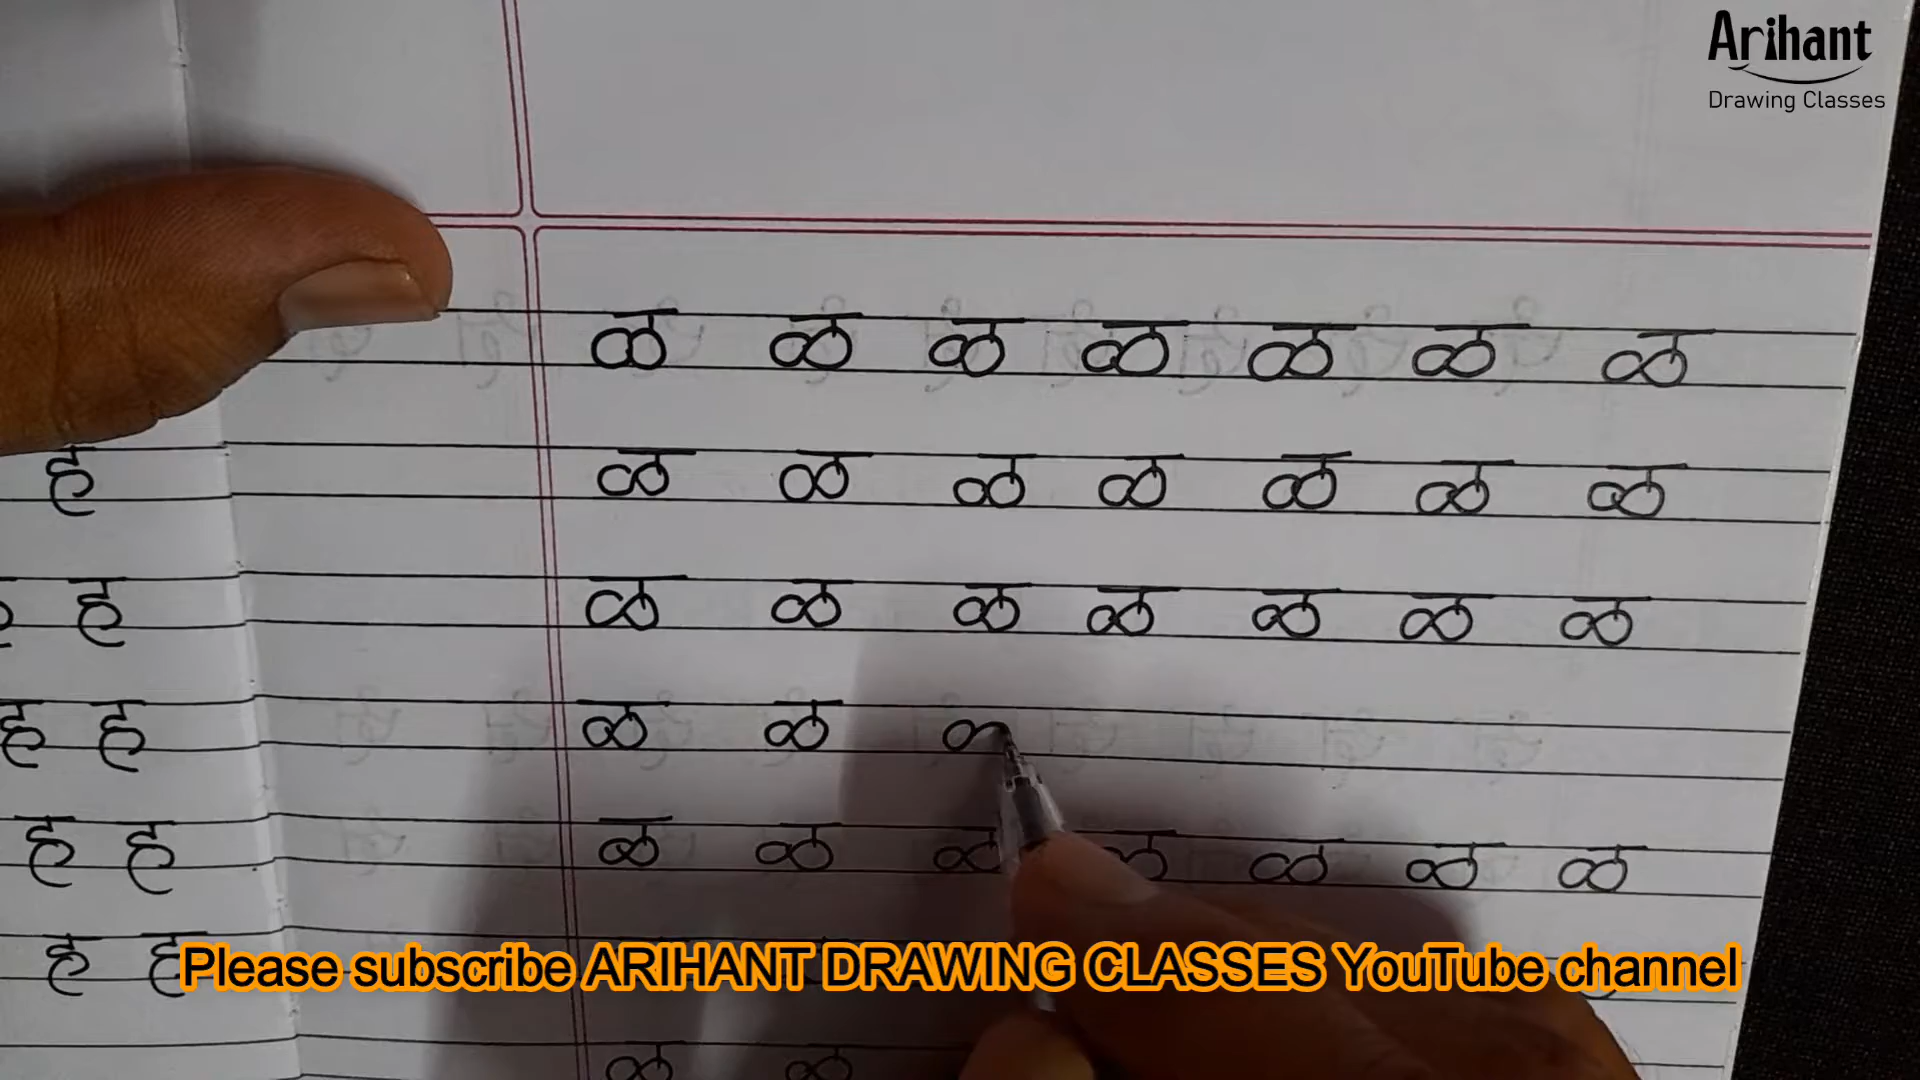 Arihant
Drawing Classes
ळ ळ ळ ळ ळ ळ ळ
ह ळ ळ ळ ळ ळ ळ ळ
ह ळ ळ ळ ळ ळ ळ ळ
ह ह ळ ळ
ह ह ळ ळ ळ ळ ळ ळ ळ
ह ह
Please subscribe ARIHANT DRAWING CLASSES YouTube channel
ळ ळ